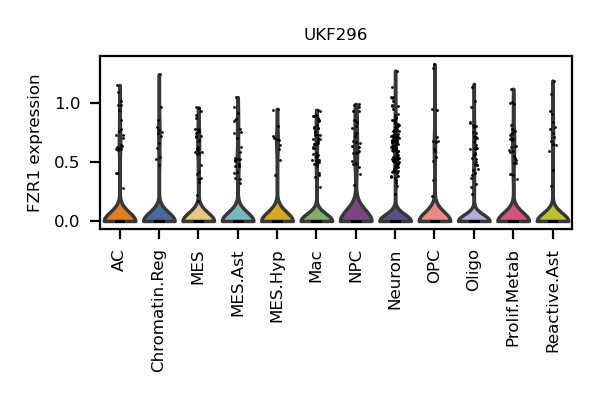 UKF296
FZR1 expression
1.0
0.5
0.0
AC
Chromatin.Reg
MES
MES.Ast
MES.Hyp
Mac
NPC
Neuron
OPC
Oligo
Prolif.Metab
Reactive.Ast